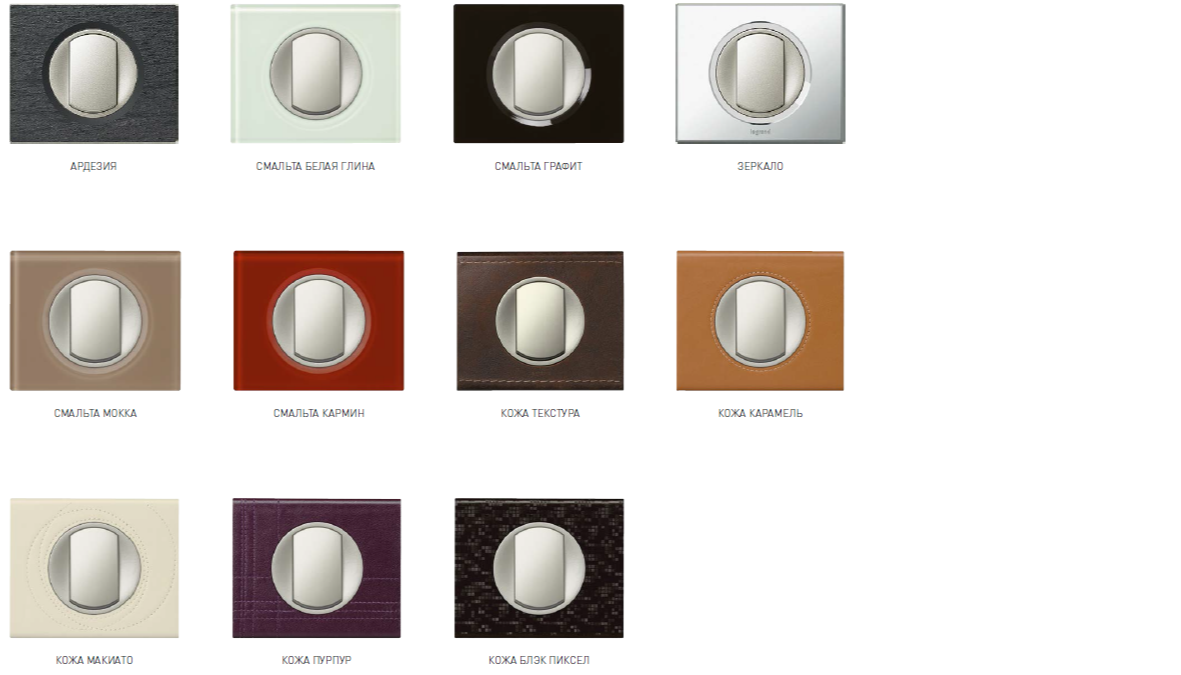 legrand
АРДЕЗИЯ
СМАЛЬТА БЕЛАЯ ГЛИНА
СМАЛЬТА ГРАФИТ
ЗЕРКАЛО
СМАЛЬТА МОККА
СМАЛЬТА КАРМИН
КОЖА ТЕКСТУРА
КОЖА КАРАМЕЛЬ
КОЖА МАКИАТО
КОЖА ПУРПУР
КОЖА БЛЭК ПИКСЕЛ